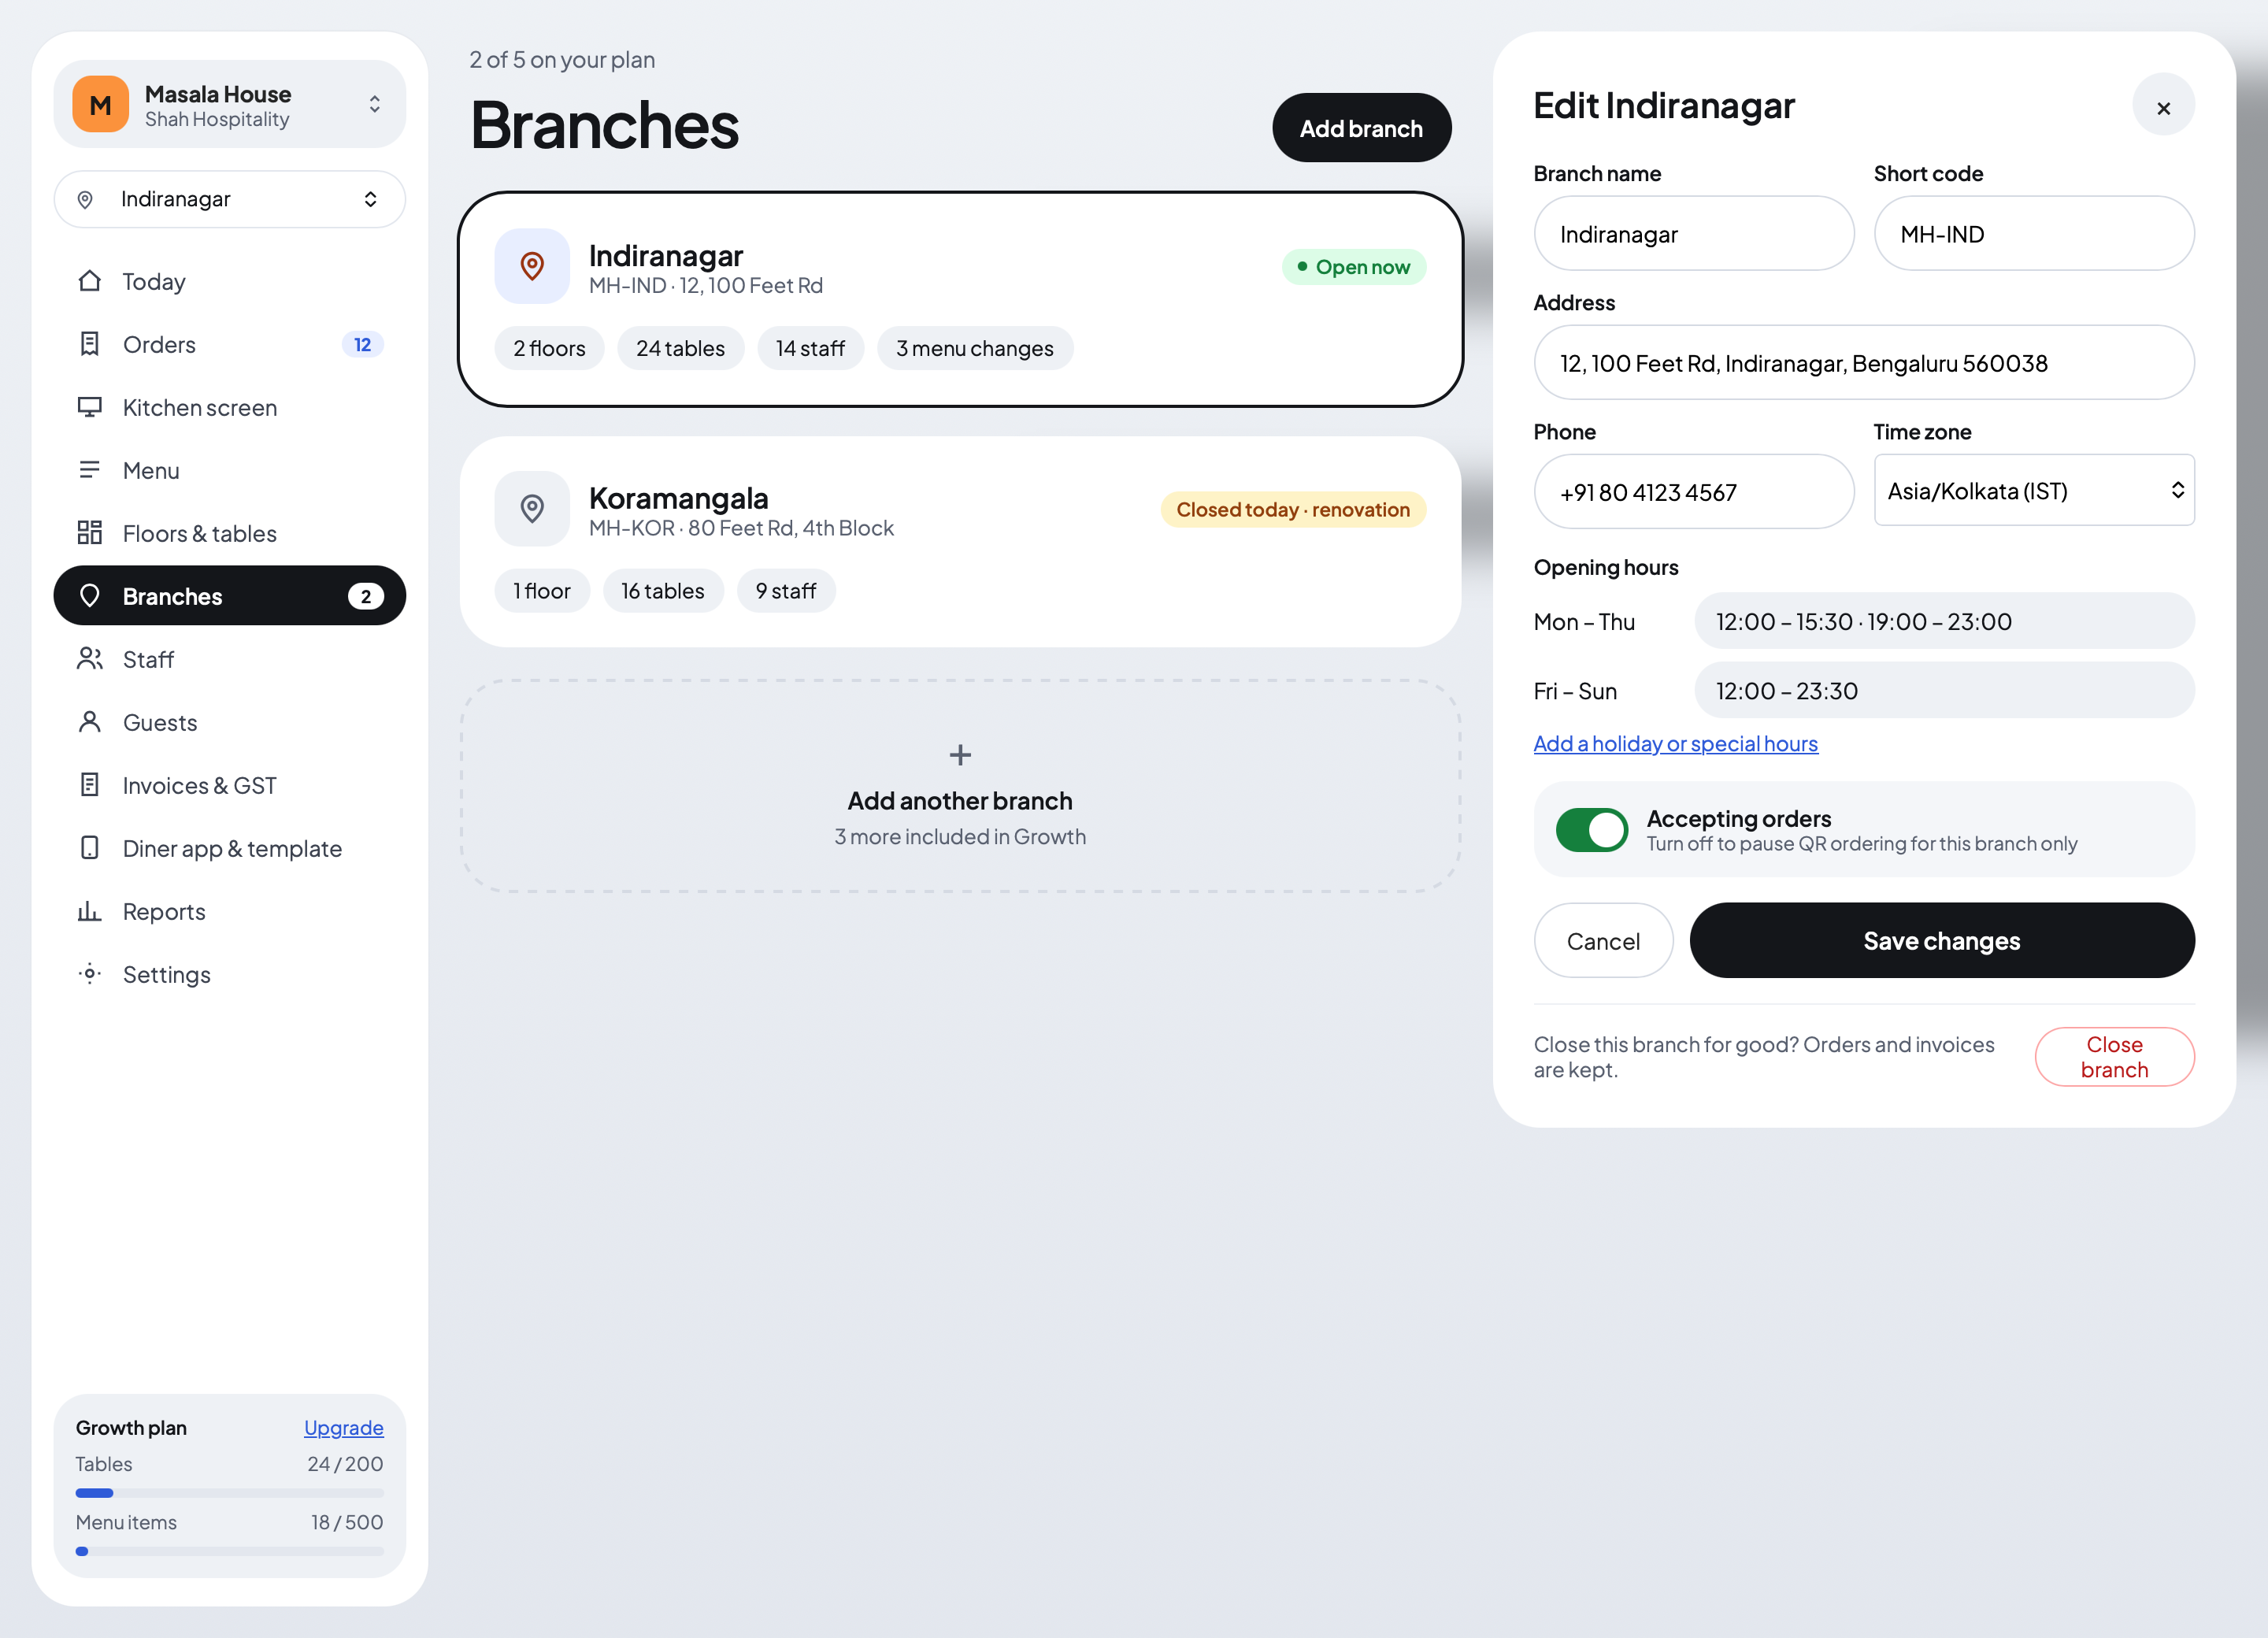 M
Masala House
Shah Hospitality
Indiranagar
Today
Orders 12
Kitchen screen
Menu
Floors & tables
Branches 2
Staff
Guests
Invoices & GST
Diner app & template
Reports
Settings
Growth plan Upgrade
Tables 24 / 200
Menu items 18 / 500
2 of 5 on your plan
Branches
Add branch
Indiranagar
MH-IND · 12, 100 Feet Rd
Open now
2 floors 24 tables 14 staff 3 menu changes
Koramangala
MH-KOR · 80 Feet Rd, 4th Block
Closed today · renovation
1 floor 16 tables 9 staff
+
Add another branch
3 more included in Growth
Edit Indiranagar
×
Branch name Short code
Indiranagar MH-IND
Address
12, 100 Feet Rd, Indiranagar, Bengaluru 560038
Phone Time zone
+91 80 4123 4567 Asia/Kolkata (IST)
Opening hours
Mon – Thu 12:00 – 15:30 · 19:00 – 23:00
Fri – Sun 12:00 – 23:30
Add a holiday or special hours
Accepting orders
Turn off to pause QR ordering for this branch only
Cancel Save changes
Close this branch for good? Orders and invoices
are kept.
Close
branch